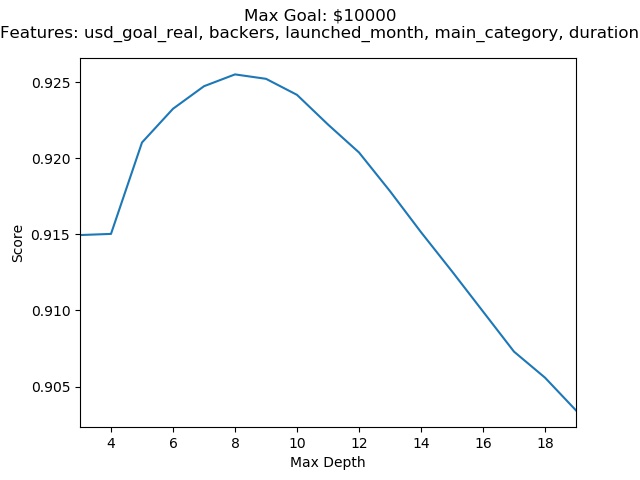 Max Goal: $10000
Features: usd_goal_real, backers, launched_month, main_category, duration
0.925
0.920
0.915
0.910
0.905
Score
4 6 8 10 12 14 16 18
Max Depth